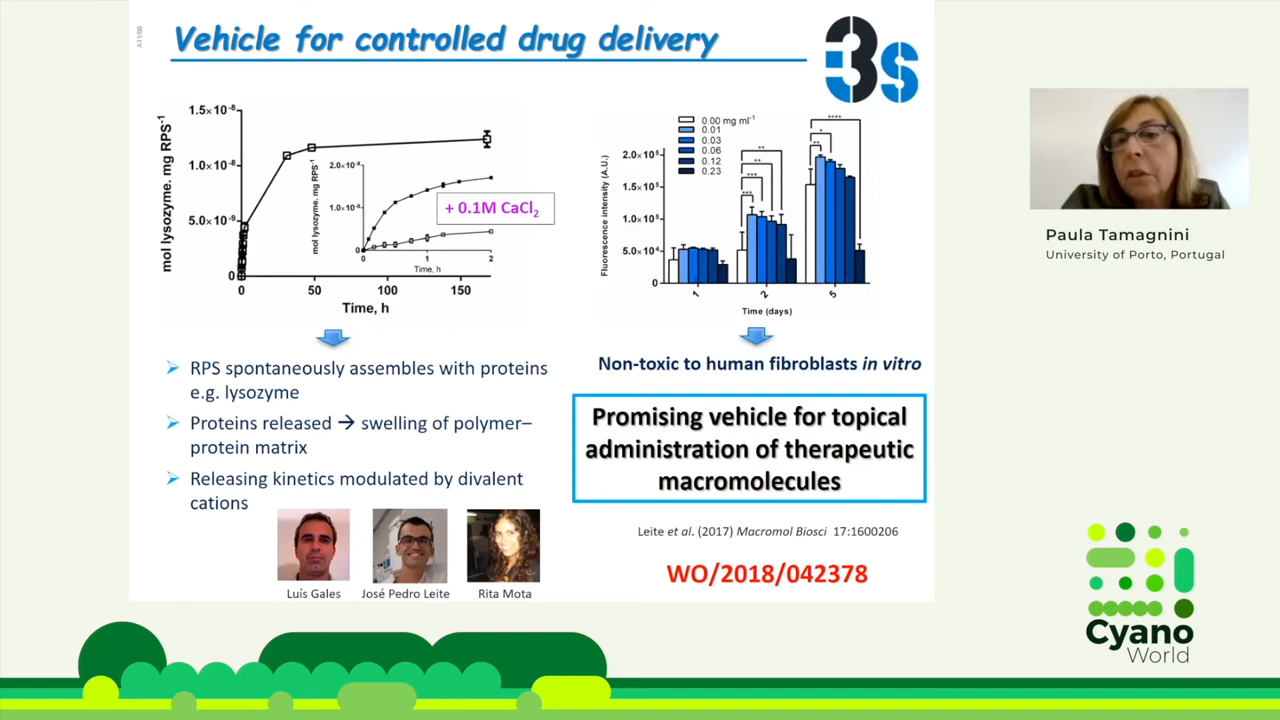 A11/00
Vehicle for controlled drug delivery
3s
1.5×10⁻⁸
1.0×10⁻⁸
5.0×10⁻⁹
0
mol lysozyme. mg RPS⁻¹
0
50
100
150
Time, h
2.0×10⁻⁸
1.0×10⁻⁸
0
mol lysozyme. mg RPS⁻¹
0
1
2
Time, h
+ 0.1M CaCl₂
0.00 mg ml⁻¹
0.01
0.03
0.06
0.12
0.23
2.0×10⁵
1.5×10⁵
1.0×10⁵
5.0×10⁴
0
Fluorescence intensity (A.U.)
***
***
**
**
**
*
****
1
2
5
Time (days)
RPS spontaneously assembles with proteins
e.g. lysozyme
Proteins released → swelling of polymer–
protein matrix
Releasing kinetics modulated by divalent
cations
Luís Gales
José Pedro Leite
Rita Mota
Non-toxic to human fibroblasts in vitro
Promising vehicle for topical
administration of therapeutic
macromolecules
Leite et al. (2017) Macromol Biosci 17:1600206
WO/2018/042378
Paula Tamagnini
University of Porto, Portugal
Cyano
World